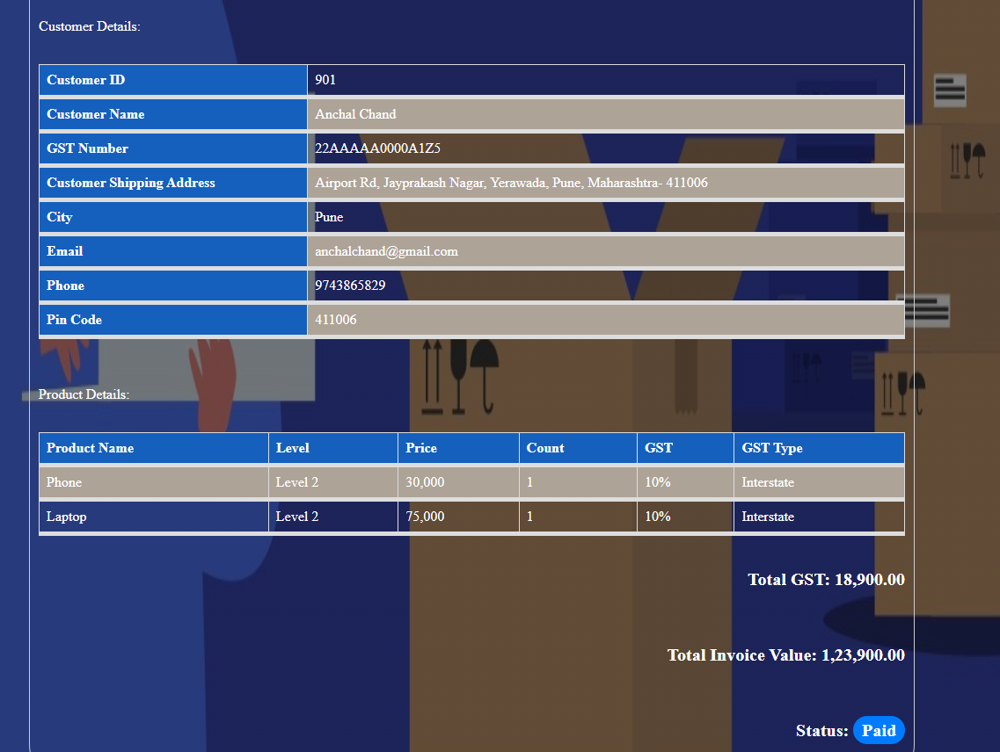 Customer Details:
Customer ID 901
Customer Name Anchal Chand
GST Number 22AAAAA0000A1Z5
Customer Shipping Address Airport Rd, Jayprakash Nagar, Yerawada, Pune, Maharashtra- 411006
City Pune
Email anchalchand@gmail.com
Phone 9743865829
Pin Code 411006
Product Details:
Product Name Level Price Count GST GST Type
Phone Level 2 30,000 1 10% Interstate
Laptop Level 2 75,000 1 10% Interstate
Total GST: 18,900.00
Total Invoice Value: 1,23,900.00
Status: Paid